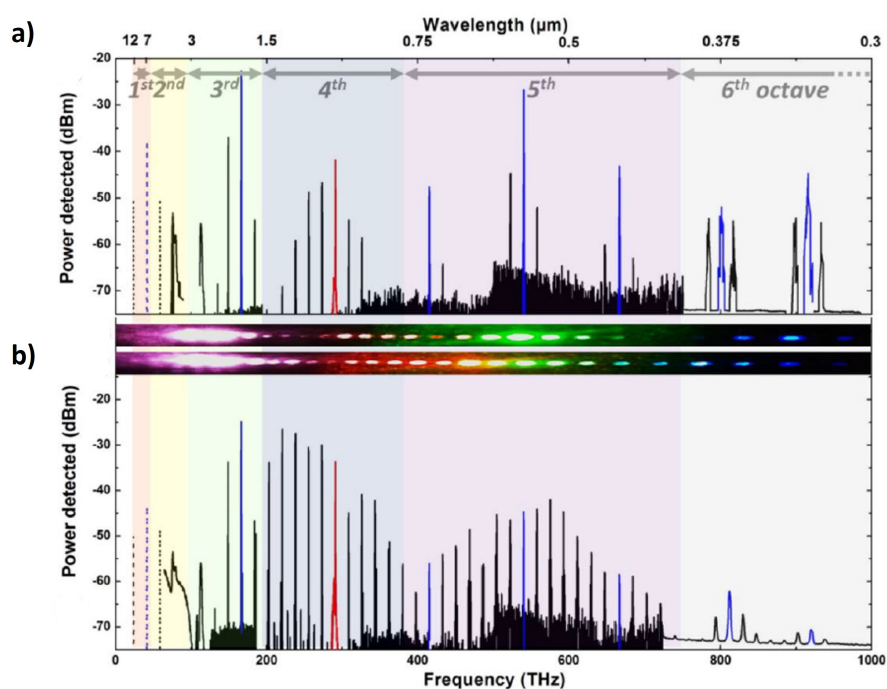 Wavelength (µm)
a)
12 7 3 1.5 0.75 0.5 0.375 0.3
-20
1st 2nd 3rd 4th 5th 6th octave
-30
-40
-50
-60
-70
Power detected (dBm)
b)
-20
-30
-40
-50
-60
-70
Power detected (dBm)
0 200 400 600 800 1000
Frequency (THz)